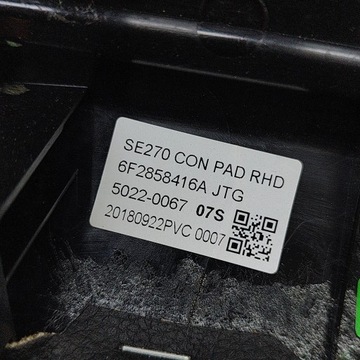 SE270 CON PAD RHD
6F2858416A JTG
5022-0067 07S
20180922PVC 0007